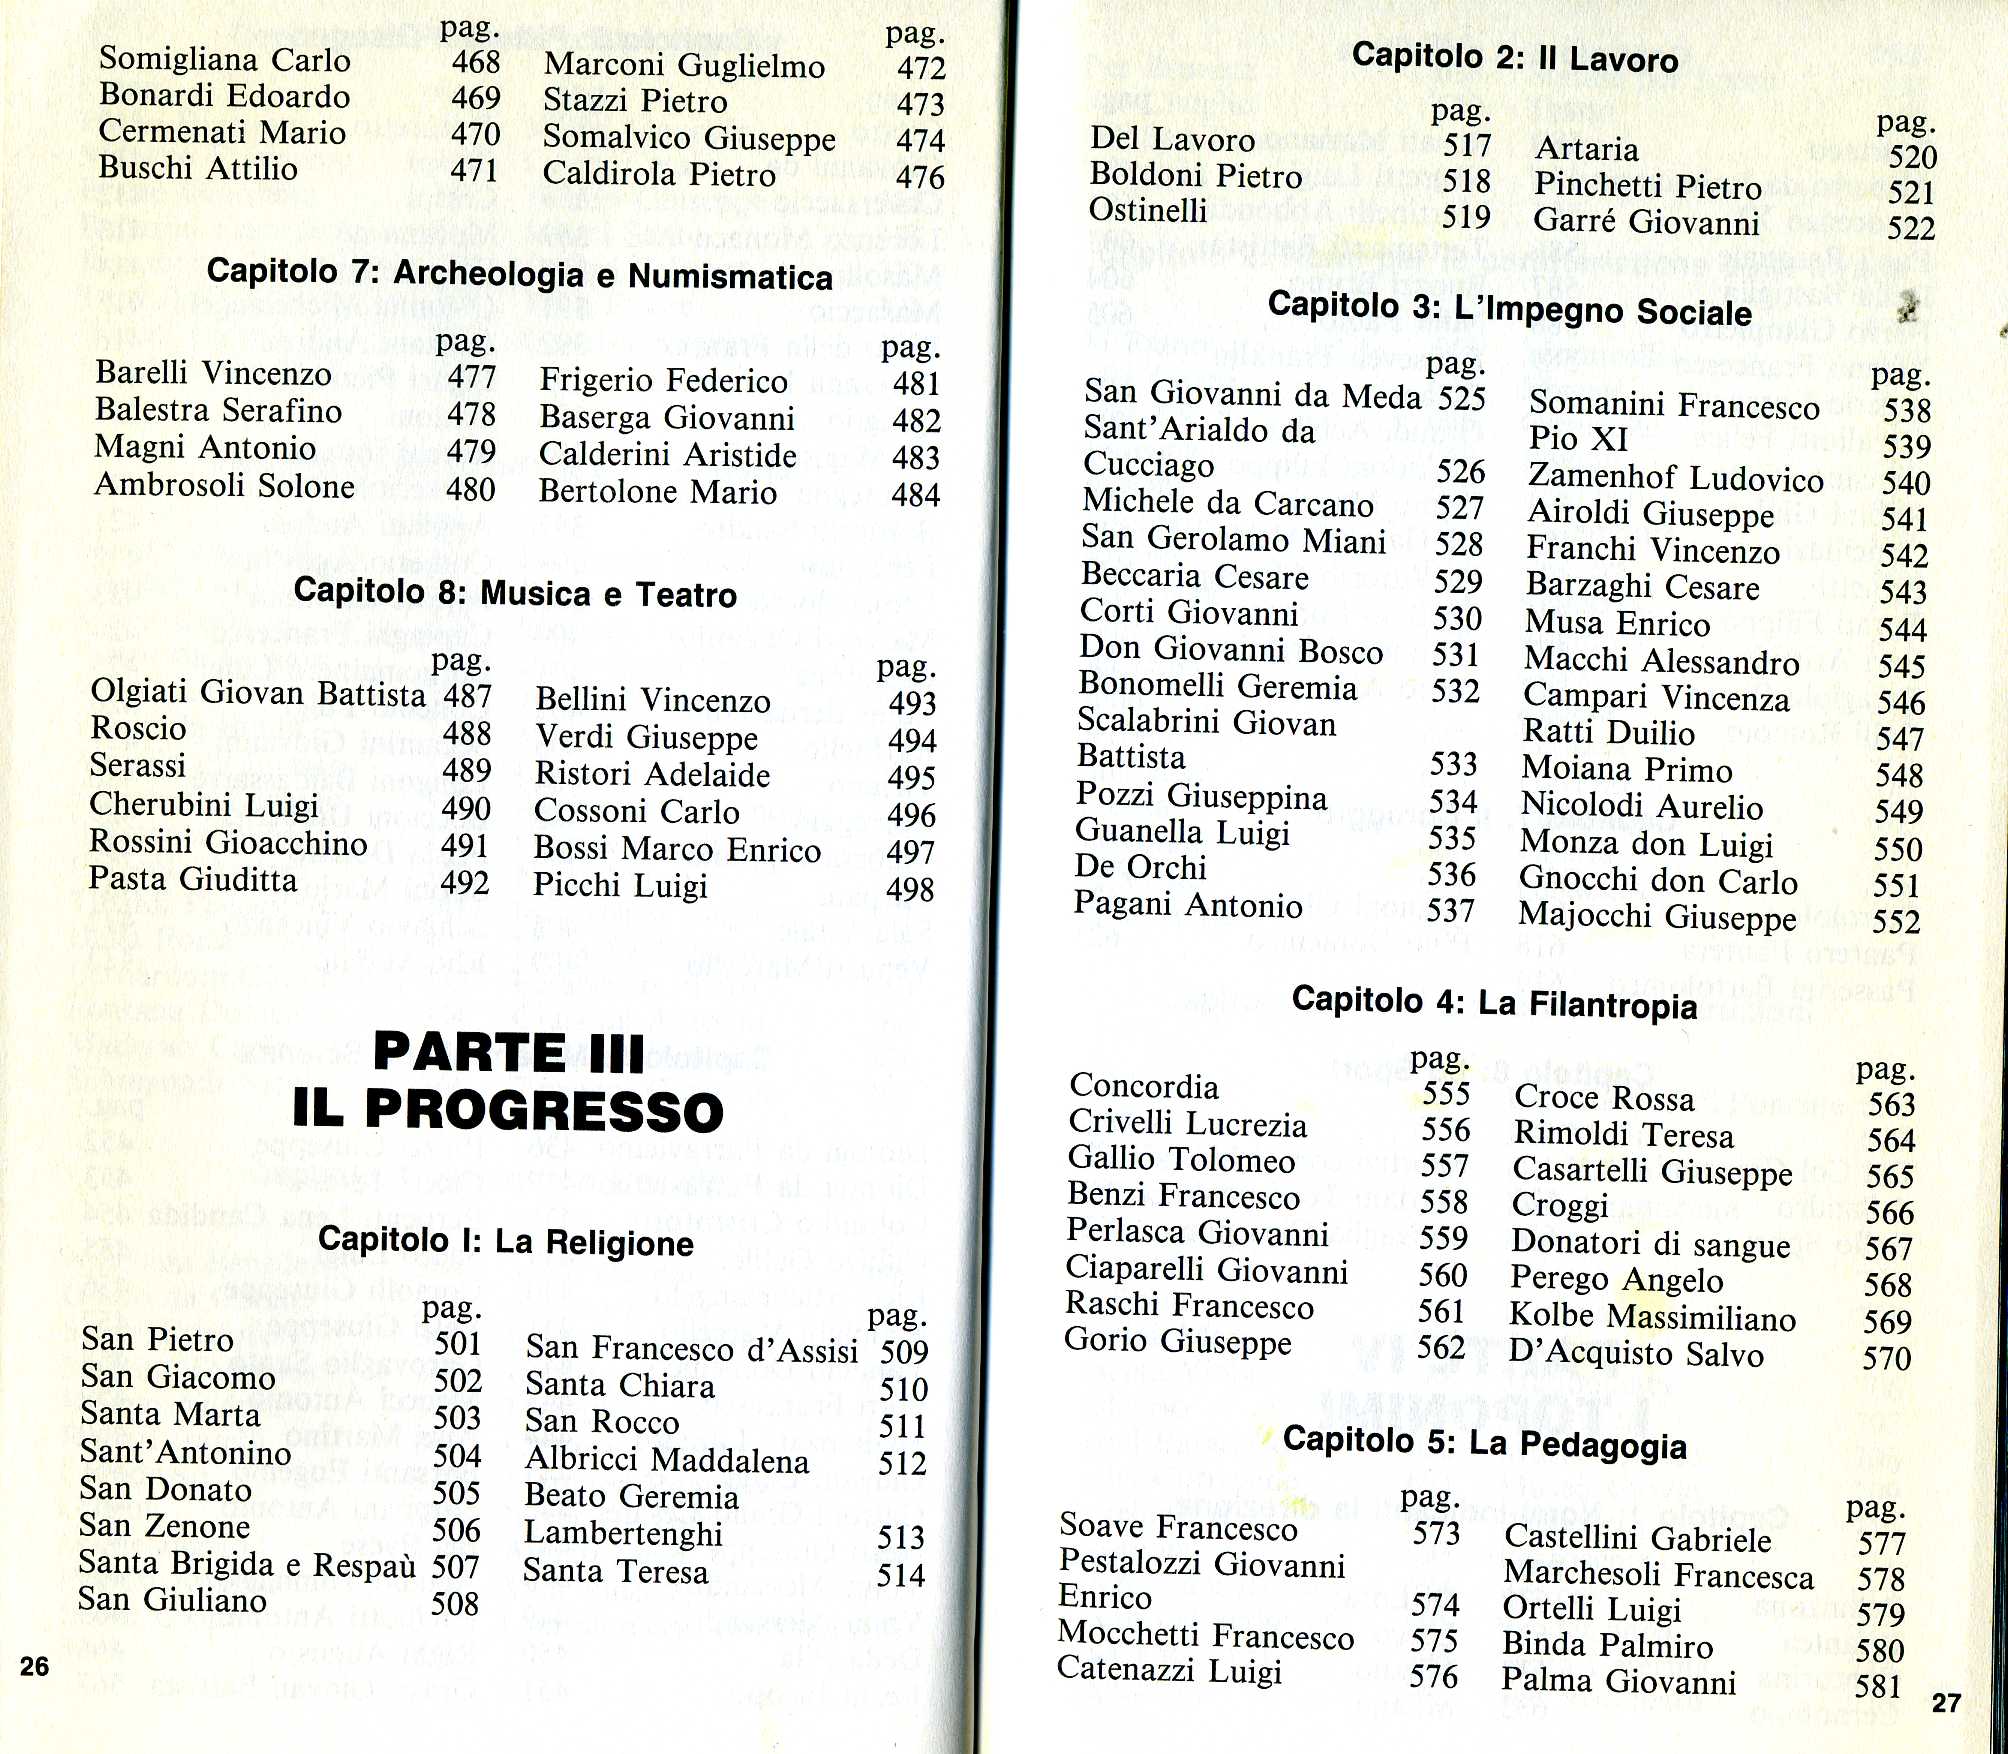 pag.
Somigliana Carlo 468
Bonardi Edoardo 469
Cermenati Mario 470
Buschi Attilio 471
pag.
Marconi Guglielmo 472
Stazzi Pietro 473
Somalvico Giuseppe 474
Caldirola Pietro 476
Capitolo 7: Archeologia e Numismatica
pag.
Barelli Vincenzo 477
Balestra Serafino 478
Magni Antonio 479
Ambrosoli Solone 480
pag.
Frigerio Federico 481
Baserga Giovanni 482
Calderini Aristide 483
Bertolone Mario 484
Capitolo 8: Musica e Teatro
pag.
Olgiati Giovan Battista 487
Roscio 488
Serassi 489
Cherubini Luigi 490
Rossini Gioacchino 491
Pasta Giuditta 492
pag.
Bellini Vincenzo 493
Verdi Giuseppe 494
Ristori Adelaide 495
Cossoni Carlo 496
Bossi Marco Enrico 497
Picchi Luigi 498
PARTE III
IL PROGRESSO
Capitolo I: La Religione
pag.
San Pietro 501
San Giacomo 502
Santa Marta 503
Sant'Antonino 504
San Donato 505
San Zenone 506
Santa Brigida e Respaù 507
San Giuliano 508
pag.
San Francesco d'Assisi 509
Santa Chiara 510
San Rocco 511
Albricci Maddalena 512
Beato Geremia
Lambertenghi 513
Santa Teresa 514
26
Capitolo 2: Il Lavoro
pag.
Del Lavoro 517
Boldoni Pietro 518
Ostinelli 519
pag.
Artaria 520
Pinchetti Pietro 521
Garré Giovanni 522
Capitolo 3: L'Impegno Sociale
pag.
San Giovanni da Meda 525
Sant'Arialdo da
Cucciago 526
Michele da Carcano 527
San Gerolamo Miani 528
Beccaria Cesare 529
Corti Giovanni 530
Don Giovanni Bosco 531
Bonomelli Geremia 532
Scalabrini Giovan
Battista 533
Pozzi Giuseppina 534
Guanella Luigi 535
De Orchi 536
Pagani Antonio 537
pag.
Somanini Francesco 538
Pio XI 539
Zamenhof Ludovico 540
Airoldi Giuseppe 541
Franchi Vincenzo 542
Barzaghi Cesare 543
Musa Enrico 544
Macchi Alessandro 545
Campari Vincenza 546
Ratti Duilio 547
Moiana Primo 548
Nicolodi Aurelio 549
Monza don Luigi 550
Gnocchi don Carlo 551
Majocchi Giuseppe 552
Capitolo 4: La Filantropia
pag.
Concordia 555
Crivelli Lucrezia 556
Gallio Tolomeo 557
Benzi Francesco 558
Perlasca Giovanni 559
Ciaparelli Giovanni 560
Raschi Francesco 561
Gorio Giuseppe 562
pag.
Croce Rossa 563
Rimoldi Teresa 564
Casartelli Giuseppe 565
Croggi 566
Donatori di sangue 567
Perego Angelo 568
Kolbe Massimiliano 569
D'Acquisto Salvo 570
Capitolo 5: La Pedagogia
pag.
Soave Francesco 573
Pestalozzi Giovanni
Enrico 574
Mocchetti Francesco 575
Catenazzi Luigi 576
pag.
Castellini Gabriele 577
Marchesoli Francesca 578
Ortelli Luigi 579
Binda Palmiro 580
Palma Giovanni 581
27